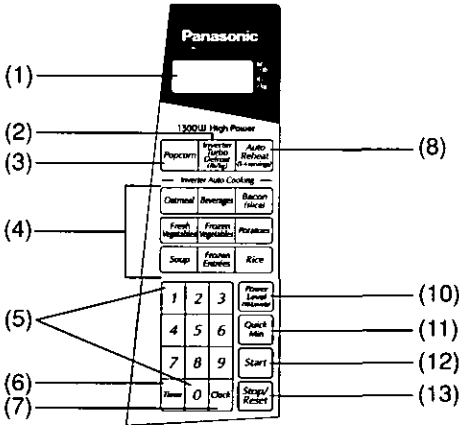 Panasonic
(1)
1300W High Power
(2)
(3)
Popcorn
Inverter
Turbo
Defrost
(lb/kg)
Auto
Reheat
(8)
Inverter Auto Cooking
(4)
Oatmeal Beverages Bacon
(slice)
Fresh
Vegetables
Frozen
Vegetables
Potatoes
Soup
Frozen
Entrées
Rice
(5)
1 2 3
Power
Level
(10)
4 5 6
Quick
Min
(11)
7 8 9
Start
(12)
(6)
Timer
0
Clock
(7)
Stop/
Reset
(13)